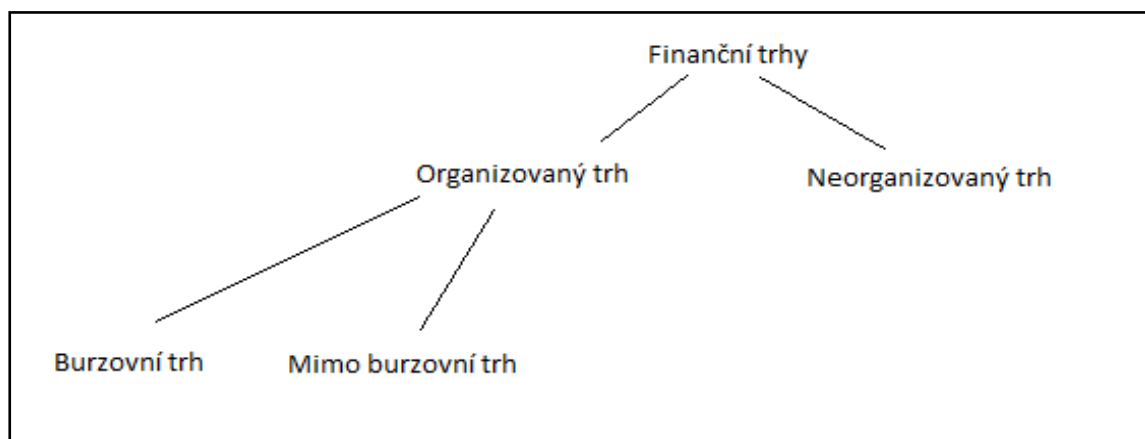 Finanční trhy
Organizovaný trh
Neorganizovaný trh
Burzovní trh
Mimo burzovní trh